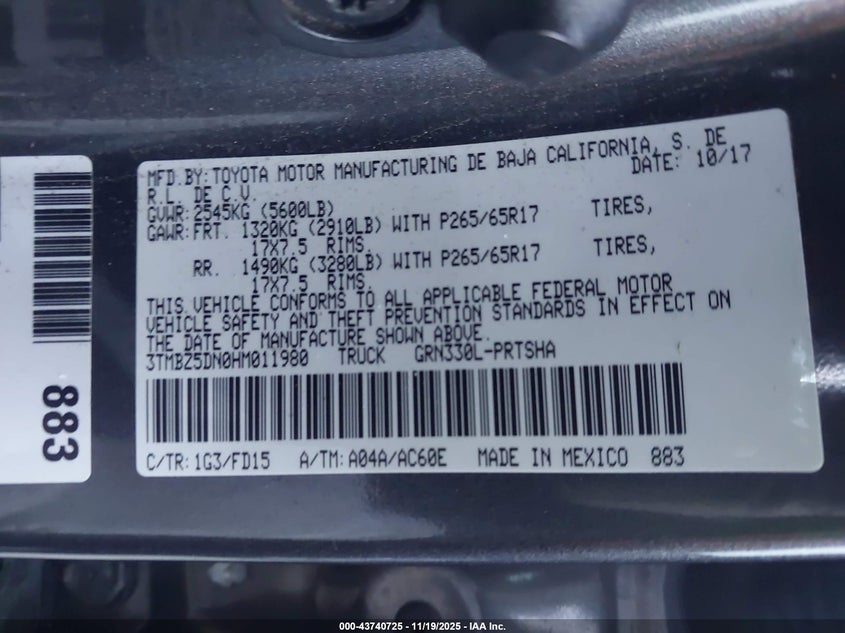 MFD.BY:TOYOTA MOTOR MANUFACTURING DE BAJA CALIFORNIA, S. DE
R.L. DE C.V. DATE: 10/17
GVWR:2545KG (5600LB)
GAWR:FRT. 1320KG (2910LB) WITH P265/65R17 TIRES,
17X7.5 RIMS.
RR. 1490KG (3280LB) WITH P265/65R17 TIRES,
17X7.5 RIMS.
THIS VEHICLE CONFORMS TO ALL APPLICABLE FEDERAL MOTOR
VEHICLE SAFETY AND THEFT PREVENTION STANDARDS IN EFFECT ON
THE DATE OF MANUFACTURE SHOWN ABOVE.
3TMBZ5DN0HM011980 TRUCK GRN330L-PRTSHA
C/TR:1G3/FD15 A/TM:A04A/AC60E MADE IN MEXICO 883
883
000-43740725 - 11/19/2025 - IAA Inc.